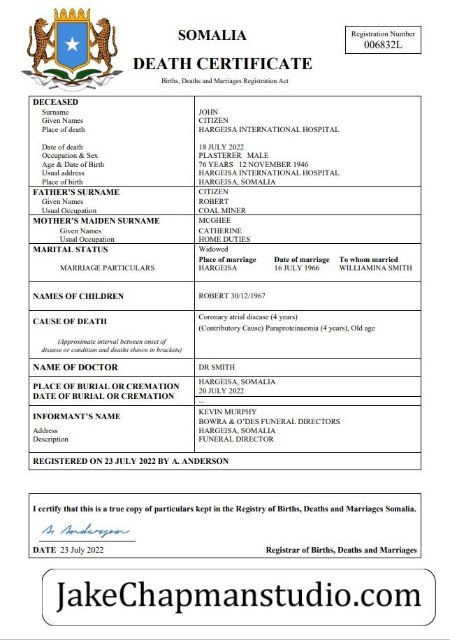 SOMALIA
Registration Number
006832L
DEATH CERTIFICATE
Births, Deaths and Marriages Registration Act
DECEASED
Surname JOHN
Given Names CITIZEN
Place of death HARGEISA INTERNATIONAL HOSPITAL
Date of death 18 JULY 2022
Occupation & Sex PLASTERER MALE
Age & Date of Birth 76 YEARS 12 NOVEMBER 1946
Usual address HARGEISA INTERNATIONAL HOSPITAL
Place of birth HARGEISA, SOMALIA
FATHER'S SURNAME CITIZEN
Given Names ROBERT
Usual Occupation COAL MINER
MOTHER'S MAIDEN SURNAME MCGHEE
Given Names CATHERINE
Usual Occupation HOME DUTIES
MARITAL STATUS Widowed
Place of marriage Date of marriage To whom married
MARRIAGE PARTICULARS HARGEISA 16 JULY 1966 WILLIAMINA SMITH
NAMES OF CHILDREN ROBERT 30/12/1967
Coronary atrial disease (4 years)
CAUSE OF DEATH (Contributory Cause) Paraproteinaemia (4 years), Old age
(Approximate interval between onset of
disease or condition and deaths shown in brackets)
NAME OF DOCTOR DR SMITH
PLACE OF BURIAL OR CREMATION HARGEISA, SOMALIA
DATE OF BURIAL OR CREMATION 20 JULY 2022
--
INFORMANT'S NAME KEVIN MURPHY
BOWRA & O'DES FUNERAL DIRECTORS
Address HARGEISA, SOMALIA
Description FUNERAL DIRECTOR
REGISTERED ON 23 JULY 2022 BY A. ANDERSON
I certify that this is a true copy of particulars kept in the Registry of Births, Deaths and Marriages Somalia.
A. Anderson
DATE 23 July 2022 Registrar of Births, Deaths and Marriages
JakeChapmanstudio.com